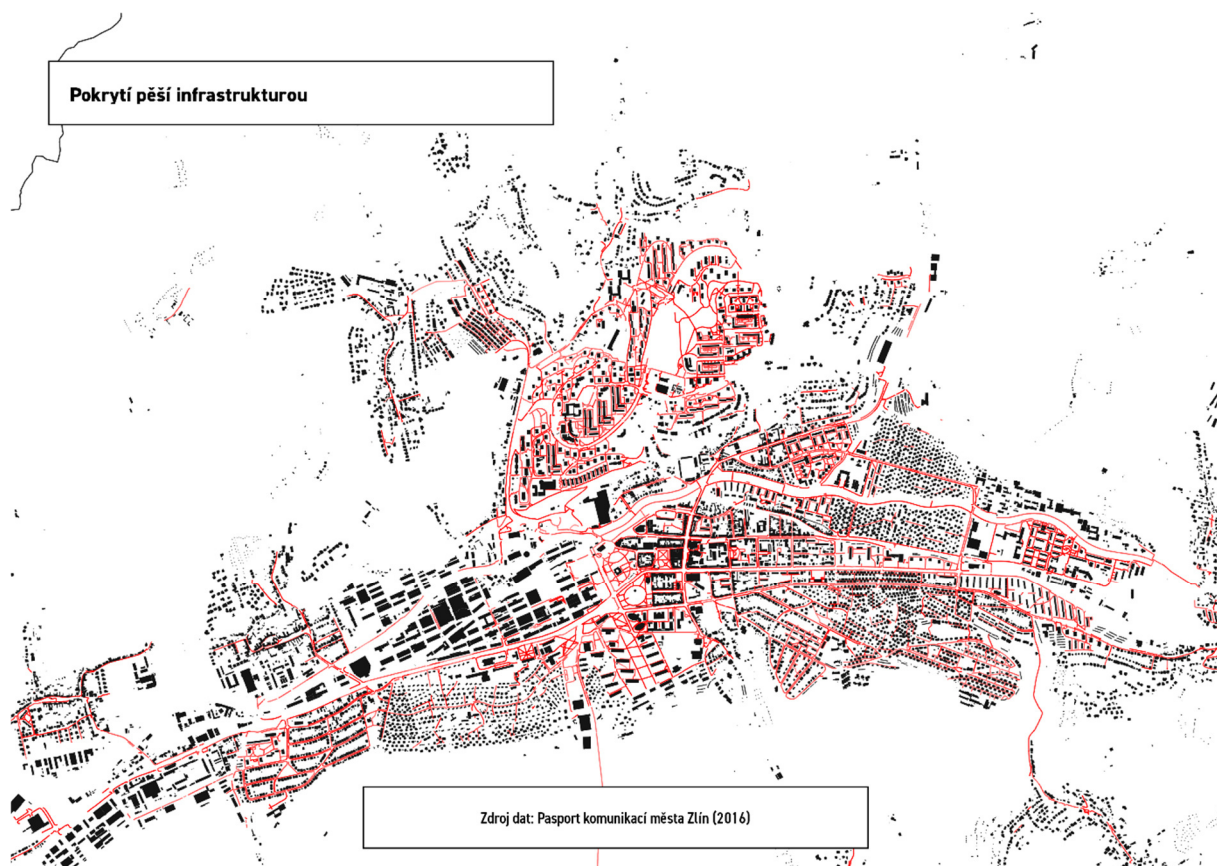 Pokrytí pěší infrastrukturou
Zdroj dat: Pasport komunikací města Zlín (2016)